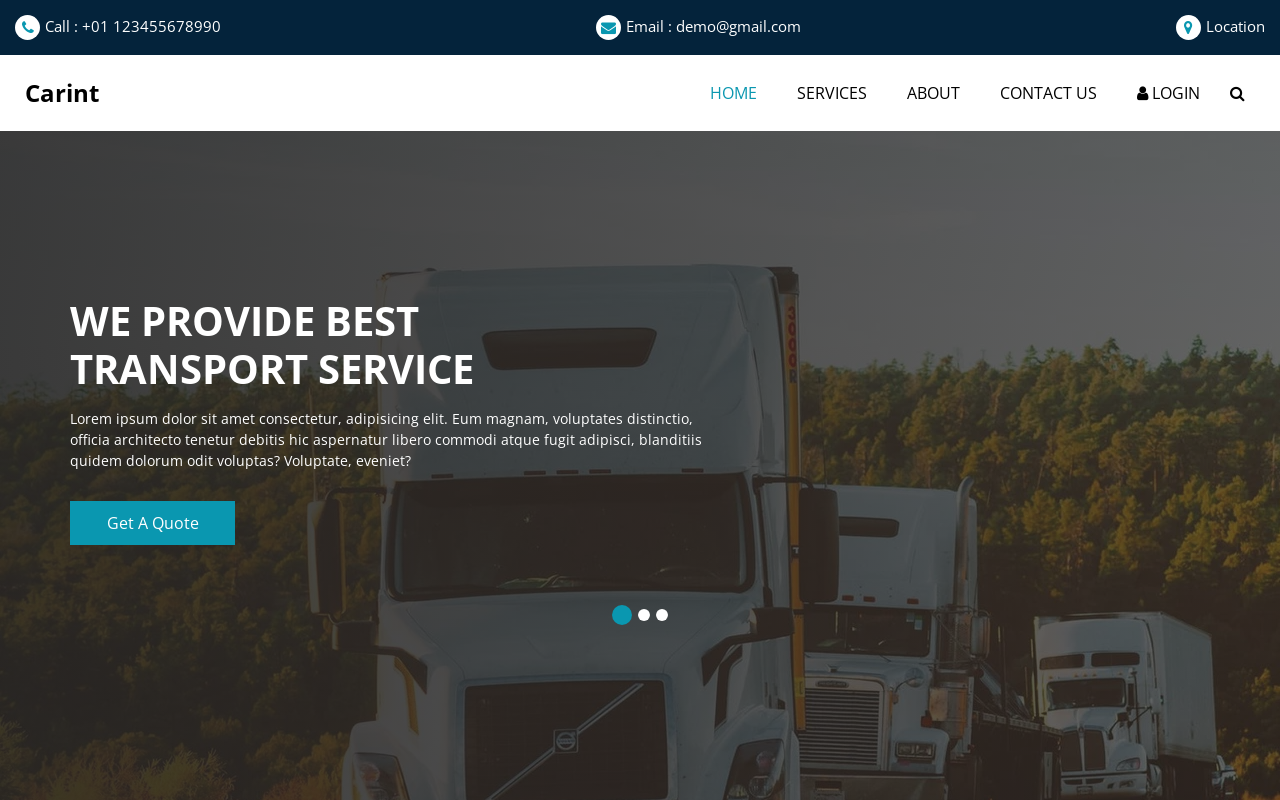 Call : +01 123455678990
Email : demo@gmail.com
Location
Carint
HOME
SERVICES
ABOUT
CONTACT US
LOGIN
WE PROVIDE BEST
TRANSPORT SERVICE
Lorem ipsum dolor sit amet consectetur, adipisicing elit. Eum magnam, voluptates distinctio,
officia architecto tenetur debitis hic aspernatur libero commodi atque fugit adipisci, blanditiis
quidem dolorum odit voluptas? Voluptate, eveniet?
Get A Quote